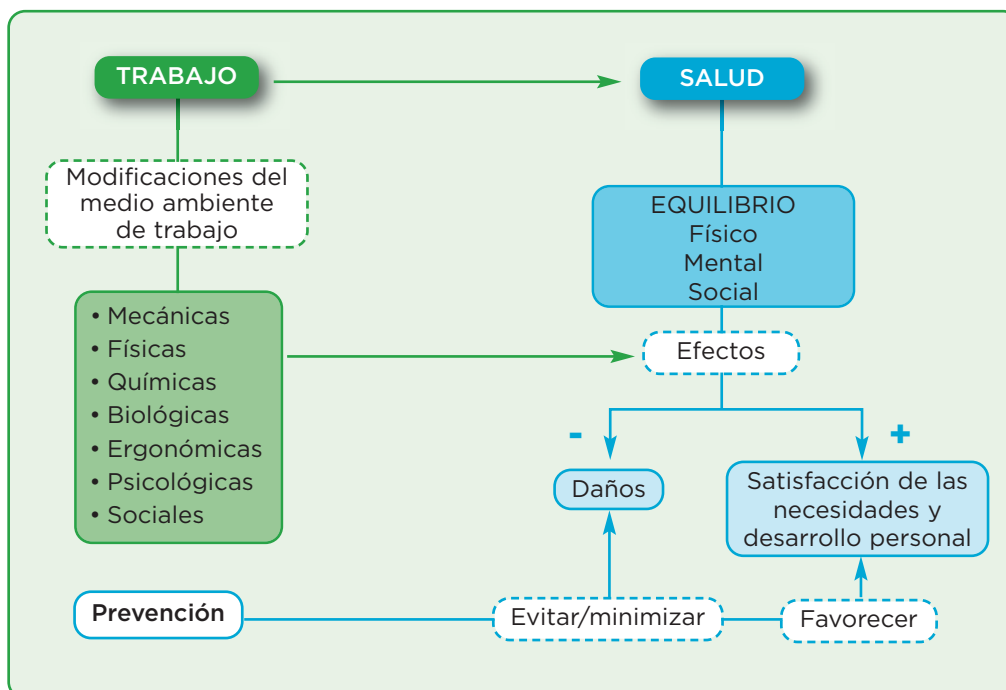 TRABAJO
SALUD
Modificaciones del
medio ambiente
de trabajo
EQUILIBRIO
Físico
Mental
Social
• Mecánicas
• Físicas
• Químicas
• Biológicas
• Ergonómicas
• Psicológicas
• Sociales
Efectos
-
+
Daños
Satisfacción de las
necesidades y
desarrollo personal
Prevención
Evitar/minimizar
Favorecer